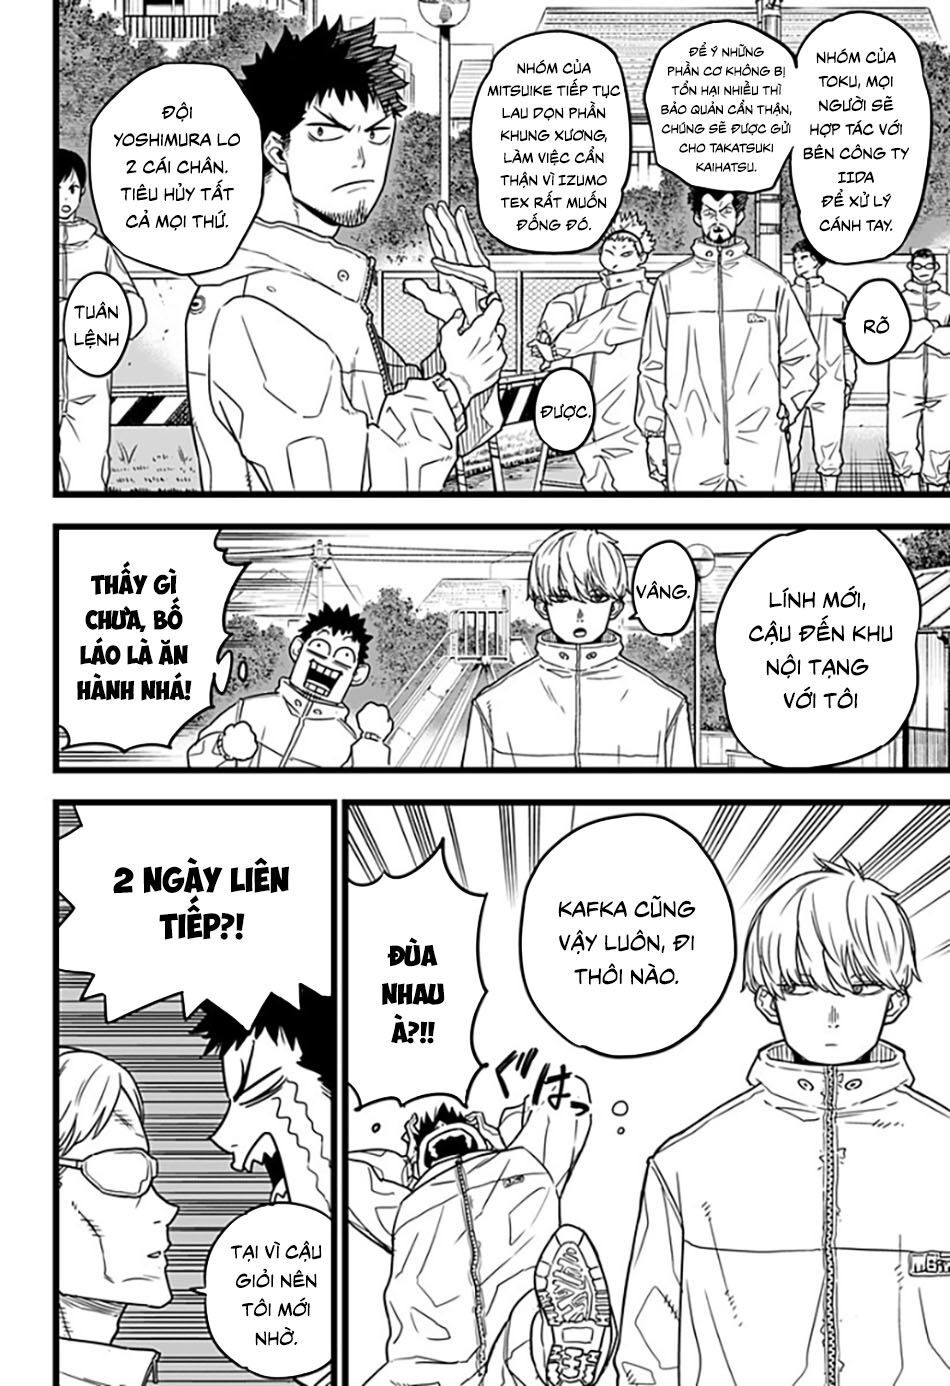 NHÓM CỦA
TOKU, MỌI
NGƯỜI SẼ
HỢP TÁC VỚI
BÊN CÔNG TY
IIDA
ĐỂ XỬ LÝ
CÁNH TAY.
RÕ
ĐỂ Ý NHỮNG
PHẦN CƠ KHÔNG BỊ
TỔN HẠI NHIỀU THÌ
BẢO QUẢN CẨN THẬN,
CHÚNG SẼ ĐƯỢC GỬI
CHO TAKATSUKI
KAIHATSU.
NHÓM CỦA
MITSUIKE TIẾP TỤC
LAU DỌN PHẦN
KHUNG XƯƠNG,
LÀM VIỆC CẨN
THẬN VÌ IZUMO
TEX RẤT MUỐN
ĐỐNG ĐÓ.
ĐƯỢC.
ĐỘI
YOSHIMURA LO
2 CÁI CHÂN.
TIÊU HỦY TẤT
CẢ MỌI THỨ.
TUÂN
LỆNH
LÍNH MỚI,
CẬU ĐẾN KHU
NỘI TẠNG
VỚI TÔI
VÂNG.
THẤY GÌ
CHƯA, BỐ
LÁO LÀ ĂN
HÀNH NHÁ!
KAFKA CŨNG
VẬY LUÔN, ĐI
THÔI NÀO.
ĐÙA
NHAU
À?!!
ぐはっ
2 NGÀY LIÊN
TIẾP?!
TẠI VÌ CẬU
GIỎI NÊN
TÔI MỚI
NHỜ.